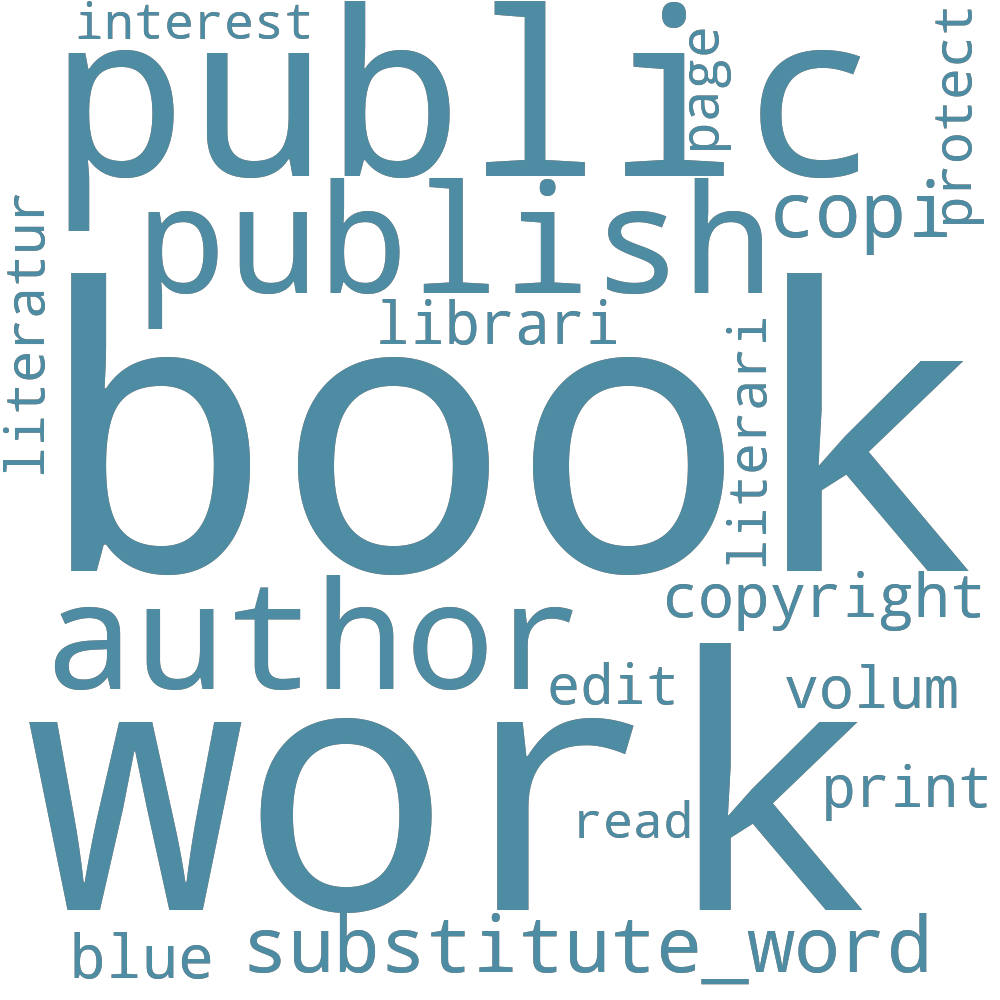 interest
public
page
protect
publish
copi
literatur
librari
book
literari
copyright
author
edit
volum
work
print
read
blue
substitute_word